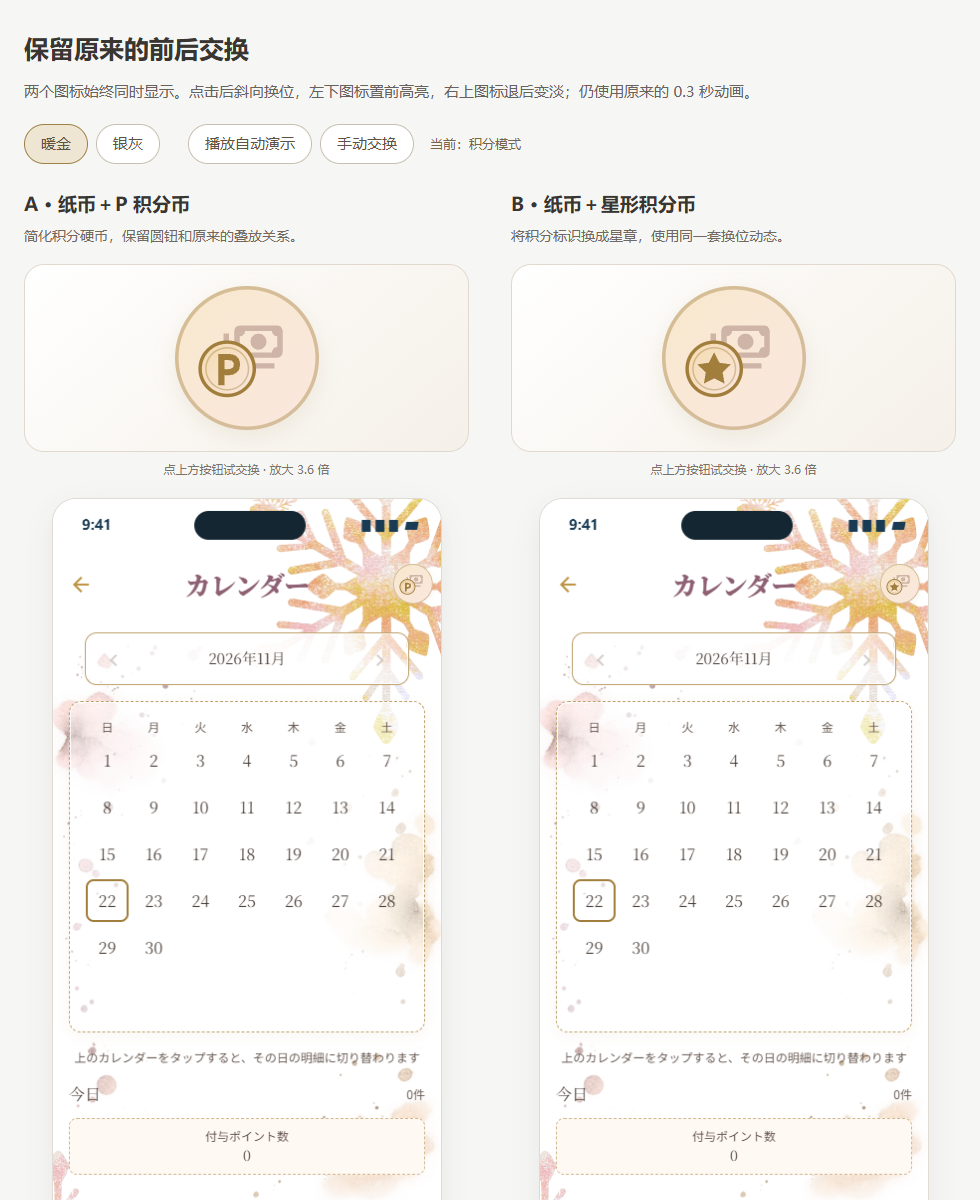 保留原来的前后交换
两个图标始终同时显示。点击后斜向换位，左下图标置前高亮，右上图标退后变淡；仍使用原来的 0.3 秒动画。
暖金 银灰 播放自动演示 手动交换 当前：积分模式
A・纸币 + P 积分币
简化积分硬币，保留圆钮和原来的叠放关系。
P
点上方按钮试交换 · 放大 3.6 倍
9:41
カレンダー
P
2026年11月
日 月 火 水 木 金 土
1 2 3 4 5 6 7
8 9 10 11 12 13 14
15 16 17 18 19 20 21
22 23 24 25 26 27 28
29 30
上のカレンダーをタップすると、その日の明細に切り替わります
今日 0件
付与ポイント数
0
B・纸币 + 星形积分币
将积分标识换成星章，使用同一套换位动态。
点上方按钮试交换 · 放大 3.6 倍
9:41
カレンダー
2026年11月
日 月 火 水 木 金 土
1 2 3 4 5 6 7
8 9 10 11 12 13 14
15 16 17 18 19 20 21
22 23 24 25 26 27 28
29 30
上のカレンダーをタップすると、その日の明細に切り替わります
今日 0件
付与ポイント数
0